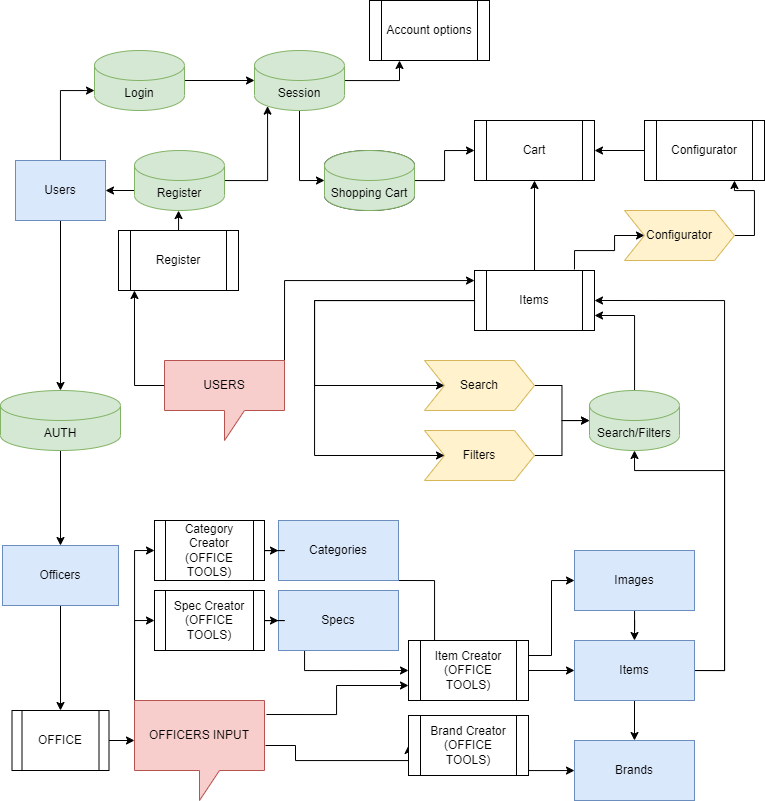 Account options
Login
Session
Cart
Configurator
Users
Register
Shopping Cart
Configurator
Register
Items
USERS
Search
AUTH
Search/Filters
Filters
Category
Creator
(OFFICE
TOOLS)
Categories
Officers
Images
Spec Creator
(OFFICE
TOOLS)
Specs
Item Creator
(OFFICE
TOOLS)
Items
OFFICE
OFFICERS INPUT
Brand Creator
(OFFICE
TOOLS)
Brands